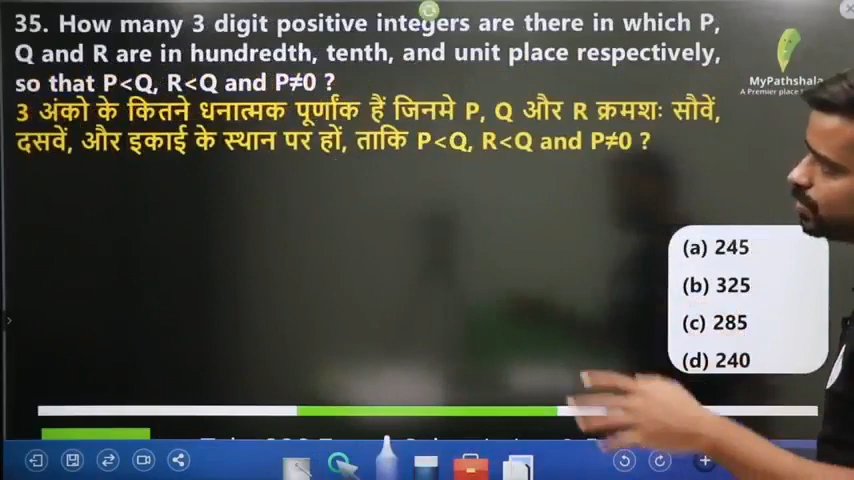 35. How many 3 digit positive integers are there in which P,
Q and R are in hundredth, tenth, and unit place respectively,
so that P<Q, R<Q and P≠0 ?
3 अंको के कितने धनात्मक पूर्णांक हैं जिनमे P, Q और R क्रमशः सौवें,
दसवें, और इकाई के स्थान पर हों, ताकि P<Q, R<Q and P≠0 ?
MyPathshala
A Premier place
(a) 245
(b) 325
(c) 285
(d) 240